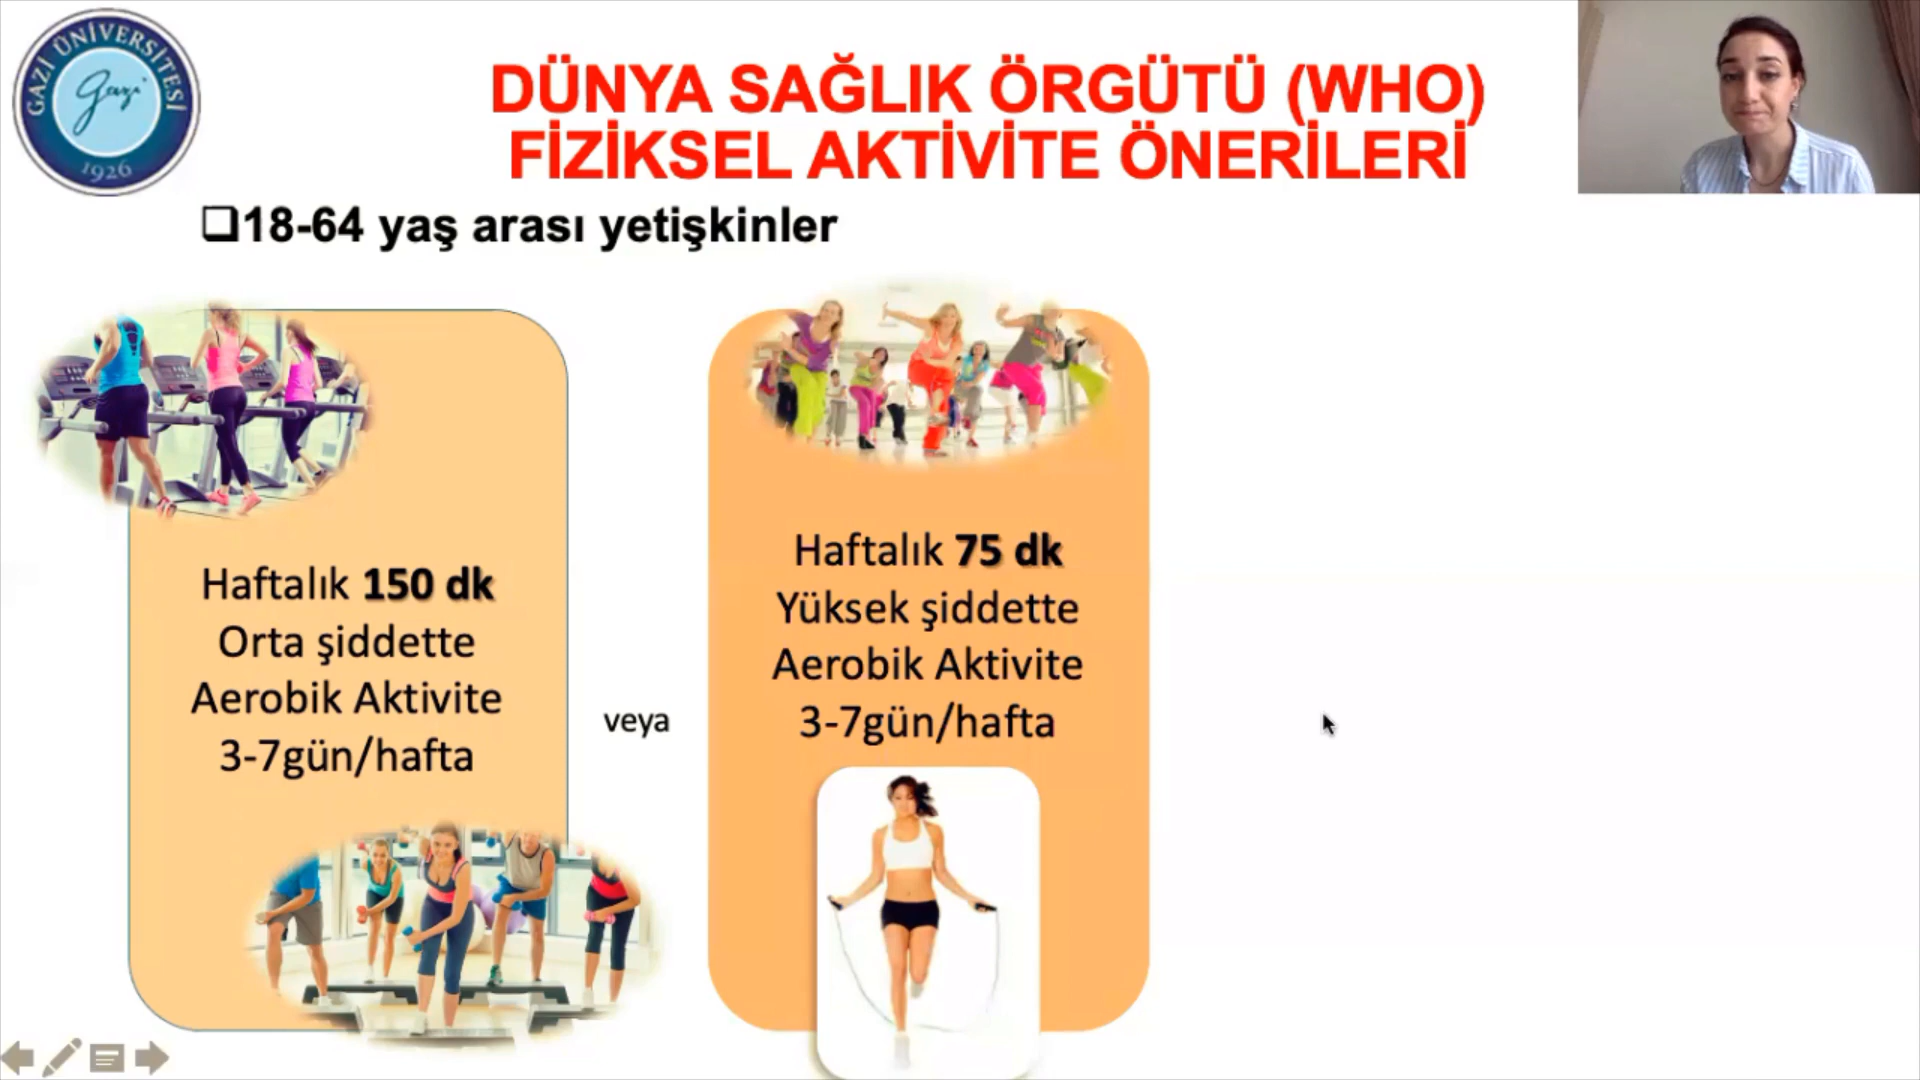 GAZİ ÜNİVERSİTESİ
gazi
1926
DÜNYA SAĞLIK ÖRGÜTÜ (WHO)
FİZİKSEL AKTİVİTE ÖNERİLERİ
18-64 yaş arası yetişkinler
Haftalık 150 dk
Orta şiddette
Aerobik Aktivite
3-7gün/hafta
veya
Haftalık 75 dk
Yüksek şiddette
Aerobik Aktivite
3-7gün/hafta